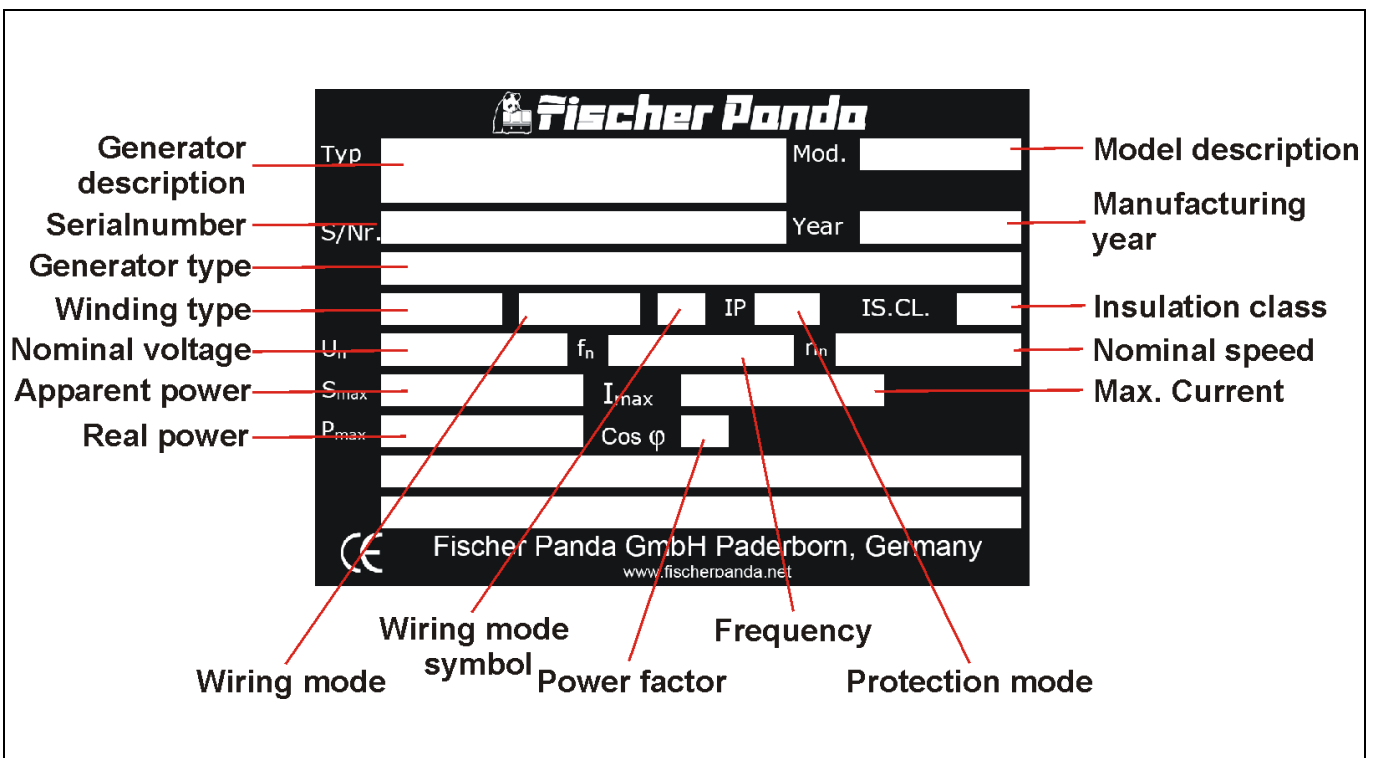 Fischer Panda
Generator description
Typ
Mod.
Model description
Serialnumber
S/Nr.
Year
Manufacturing year
Generator type
Winding type
IP
IS.CL.
Insulation class
Nominal voltage
Un
fn
nn
Nominal speed
Apparent power
Smax
Imax
Max. Current
Real power
Pmax
Cos φ
CE
Fischer Panda GmbH Paderborn, Germany
www.fischerpanda.net
Wiring mode
Wiring mode symbol
Power factor
Frequency
Protection mode